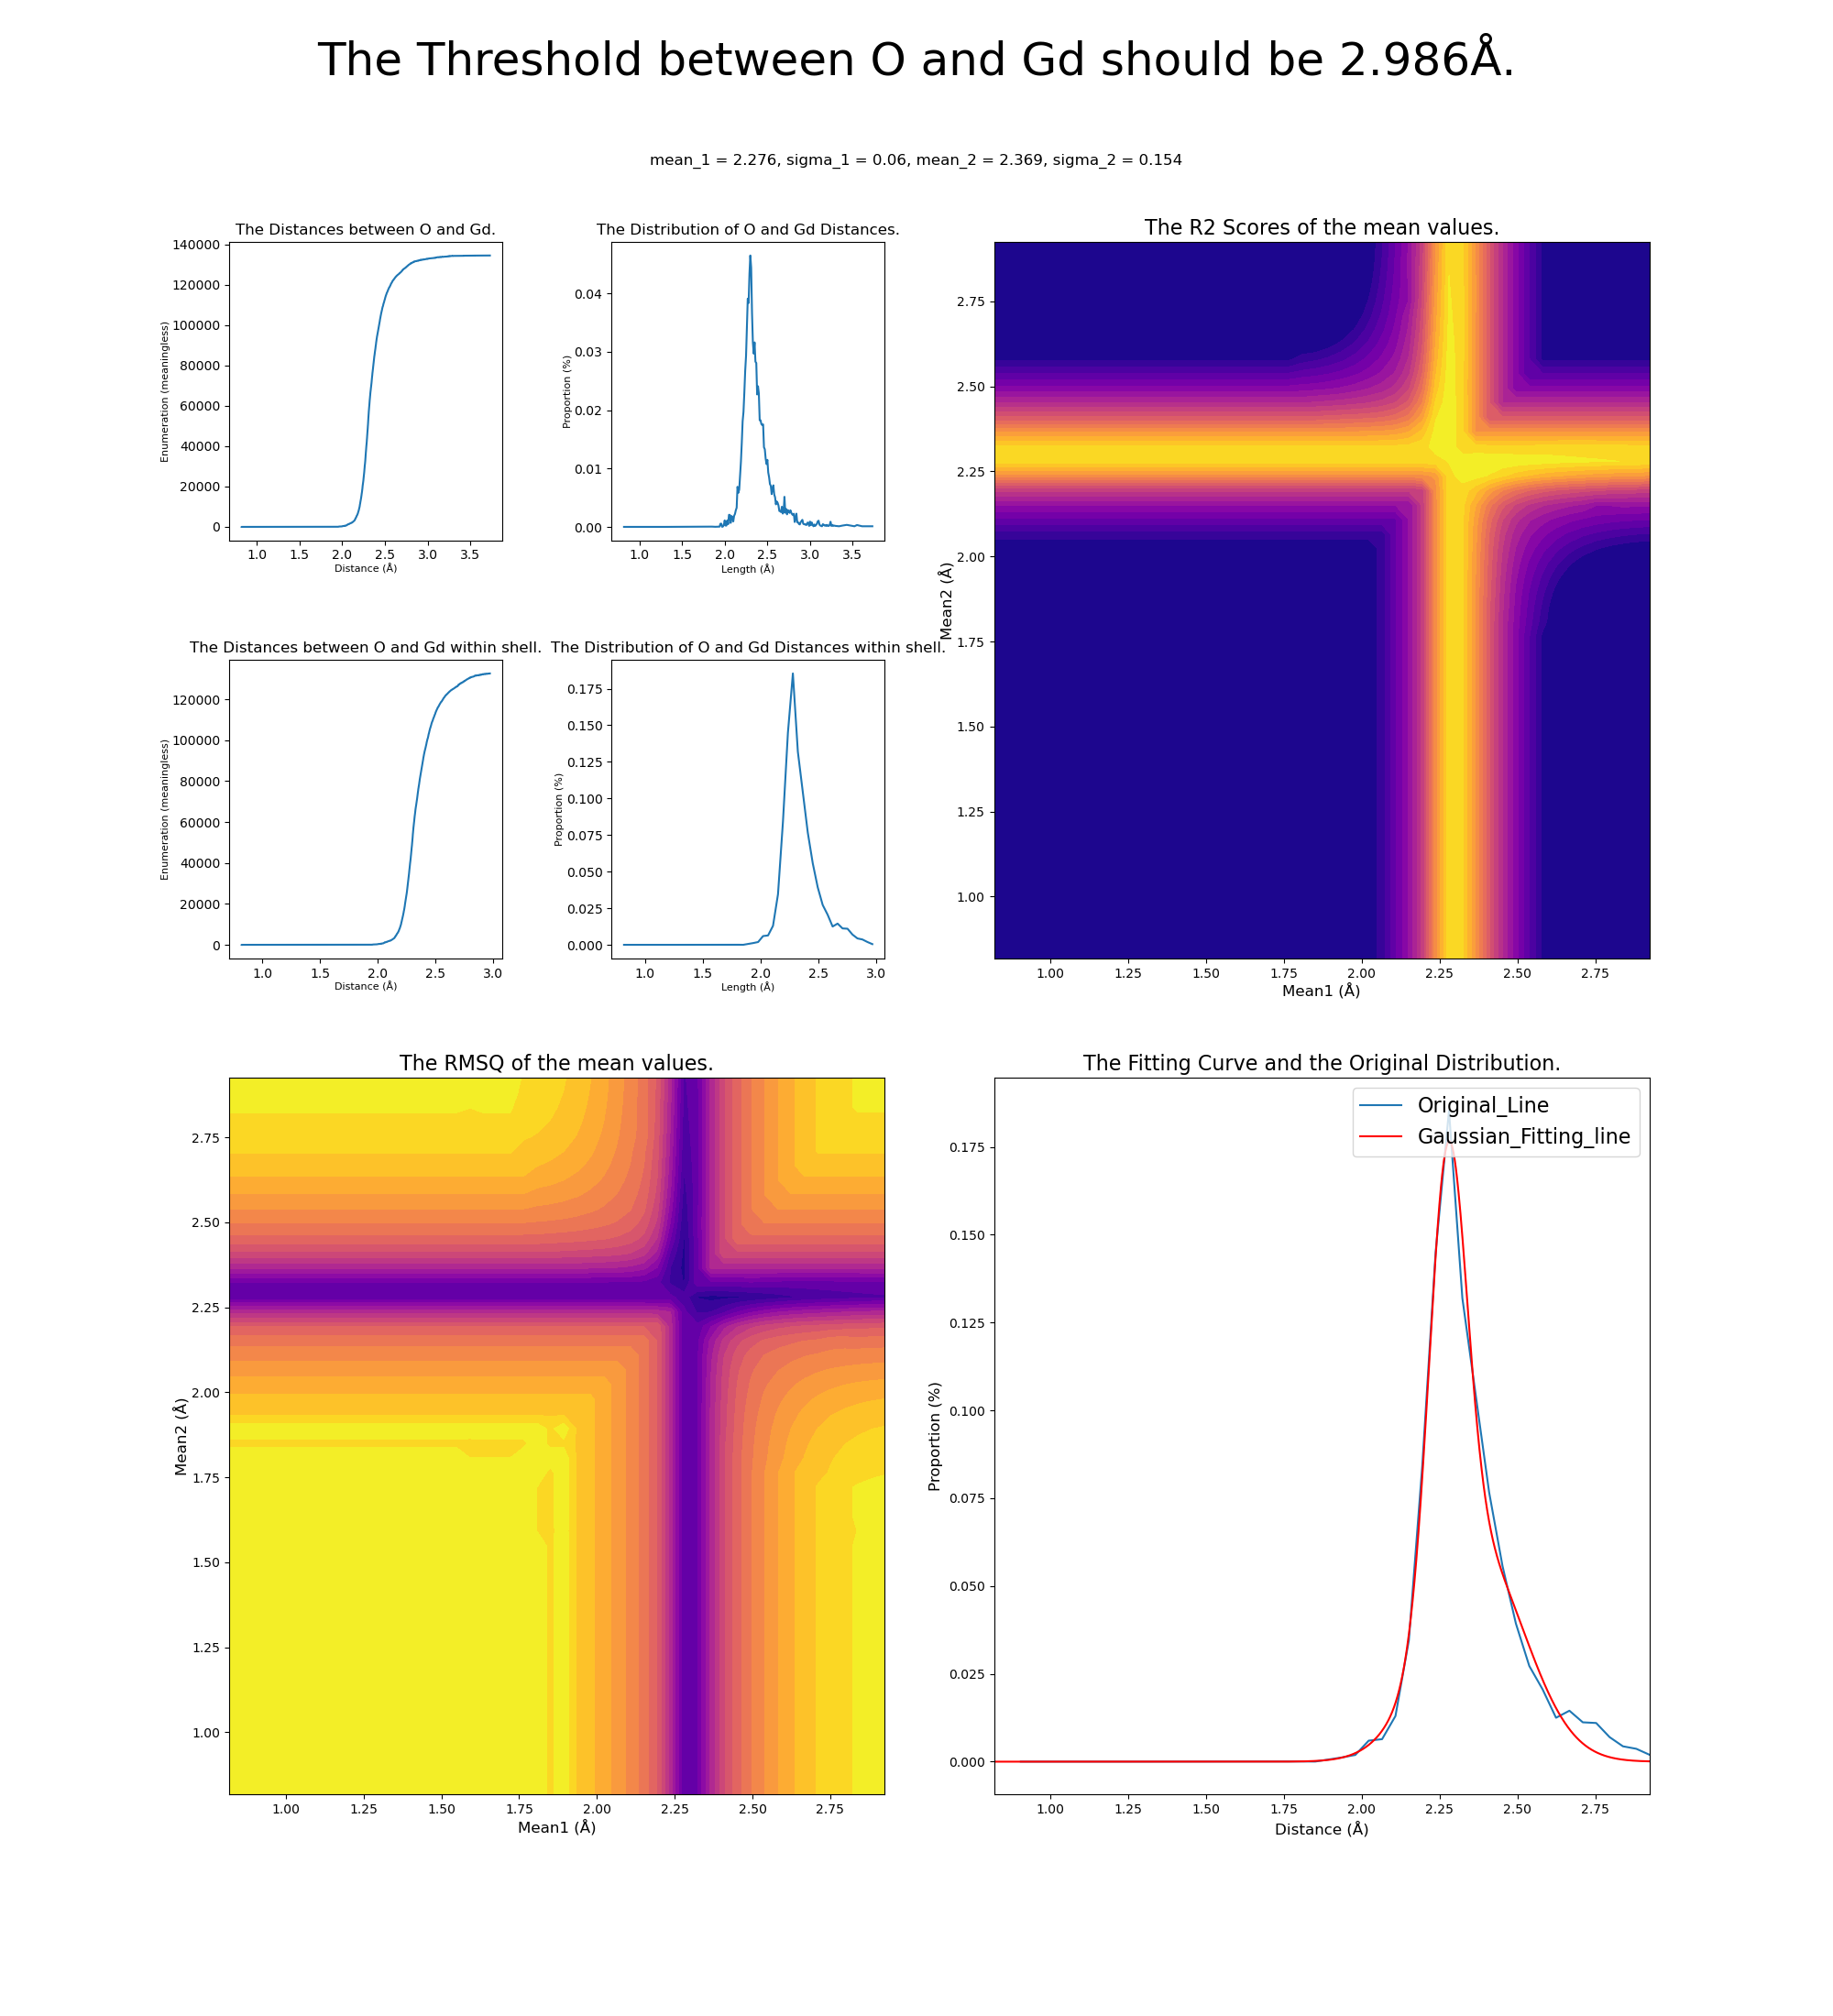 The Threshold between O and Gd should be 2.986Å.
mean_1 = 2.276, sigma_1 = 0.06, mean_2 = 2.369, sigma_2 = 0.154
The Distances between O and Gd.
140000
120000
100000
80000
60000
40000
20000
0
Enumeration (meaningless)
1.0 1.5 2.0 2.5 3.0 3.5
Distance (Å)
The Distribution of O and Gd Distances.
0.04
0.03
0.02
0.01
0.00
Proportion (%)
1.0 1.5 2.0 2.5 3.0 3.5
Length (Å)
The R2 Scores of the mean values.
2.75
2.50
2.25
2.00
1.75
1.50
1.25
1.00
Mean2 (Å)
1.00 1.25 1.50 1.75 2.00 2.25 2.50 2.75
Mean1 (Å)
The Distances between O and Gd within shell.
120000
100000
80000
60000
40000
20000
0
Enumeration (meaningless)
1.0 1.5 2.0 2.5 3.0
Distance (Å)
The Distribution of O and Gd Distances within shell.
0.175
0.150
0.125
0.100
0.075
0.050
0.025
0.000
Proportion (%)
1.0 1.5 2.0 2.5 3.0
Length (Å)
The RMSQ of the mean values.
2.75
2.50
2.25
2.00
1.75
1.50
1.25
1.00
Mean2 (Å)
1.00 1.25 1.50 1.75 2.00 2.25 2.50 2.75
Mean1 (Å)
The Fitting Curve and the Original Distribution.
Original_Line
Gaussian_Fitting_line
0.175
0.150
0.125
0.100
0.075
0.050
0.025
0.000
Proportion (%)
1.00 1.25 1.50 1.75 2.00 2.25 2.50 2.75
Distance (Å)